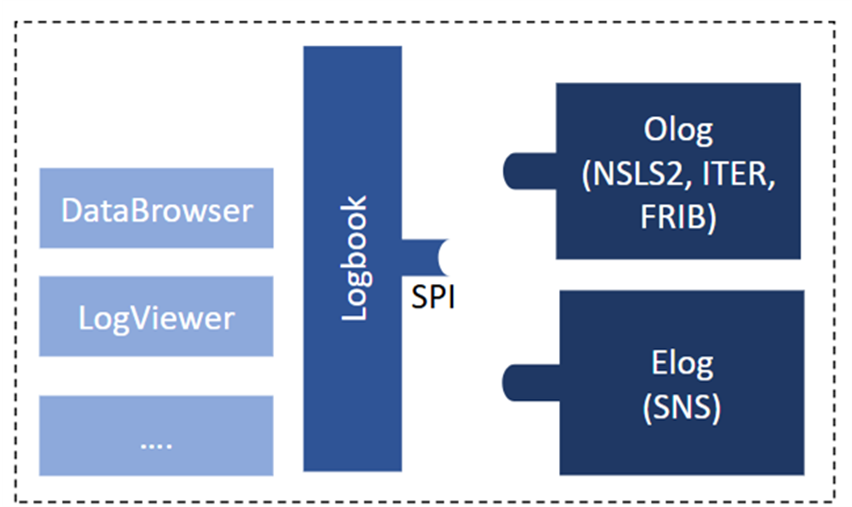 DataBrowser
LogViewer
....
Logbook
SPI
Olog
(NSLS2, ITER,
FRIB)
Elog
(SNS)